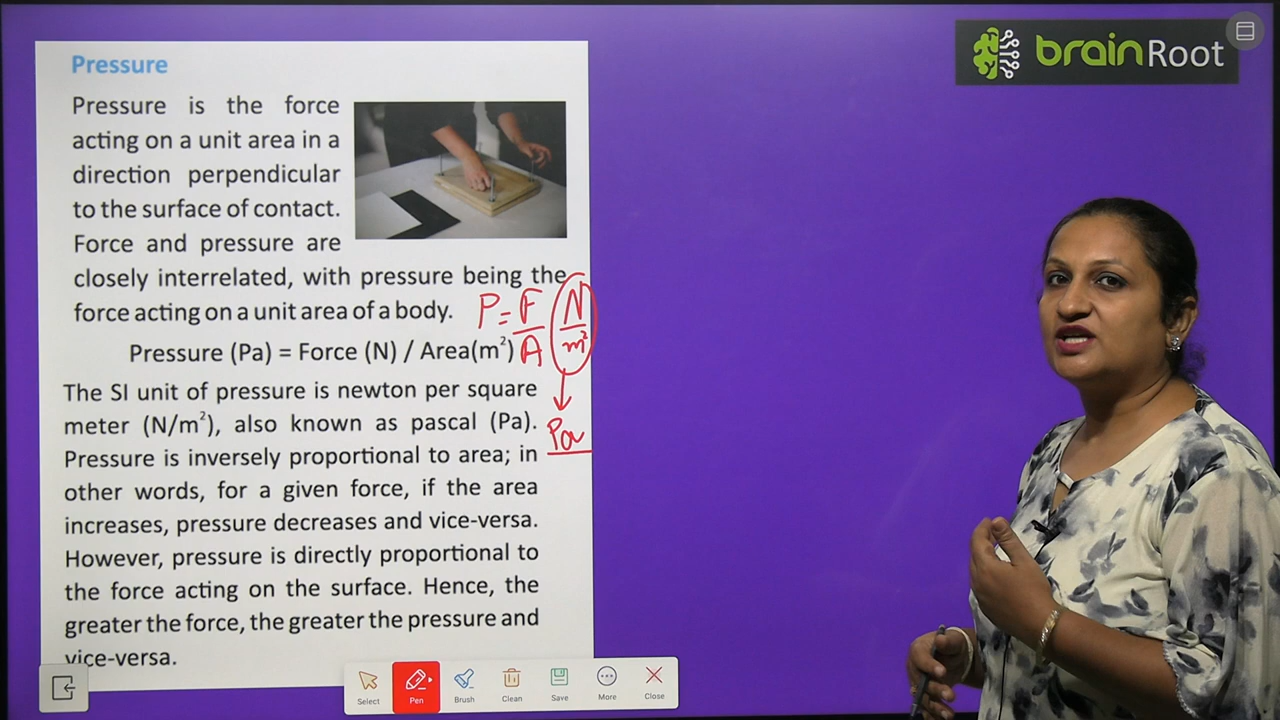 brainRoot
Pressure
Pressure is the force
acting on a unit area in a
direction perpendicular
to the surface of contact.
Force and pressure are
closely interrelated, with pressure being the
force acting on a unit area of a body.
P = F/A N/m²
Pressure (Pa) = Force (N) / Area(m²)
The SI unit of pressure is newton per square
meter (N/m²), also known as pascal (Pa).
Pa
Pressure is inversely proportional to area; in
other words, for a given force, if the area
increases, pressure decreases and vice-versa.
However, pressure is directly proportional to
the force acting on the surface. Hence, the
greater the force, the greater the pressure and
vice-versa.
Select Pen Brush Clean Save More Close